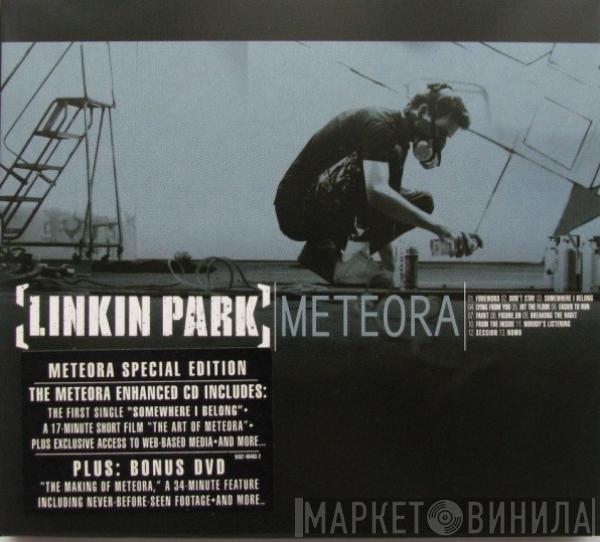 [LINKIN PARK]
METEORA
01. FOREWORD 02. DON'T STAY 03. SOMEWHERE I BELONG
04. LYING FROM YOU 05. HIT THE FLOOR 06. EASIER TO RUN
07. FAINT 08. FIGURE.09 09. BREAKING THE HABIT
10. FROM THE INSIDE 11. NOBODY'S LISTENING
12. SESSION 13. NUMB
METEORA SPECIAL EDITION
THE METEORA ENHANCED CD INCLUDES:
THE FIRST SINGLE "SOMEWHERE I BELONG"•
A 17-MINUTE SHORT FILM "THE ART OF METEORA"•
PLUS EXCLUSIVE ACCESS TO WEB-BASED MEDIA•AND MORE...
PLUS: BONUS DVD
"THE MAKING OF METEORA," A 34-MINUTE FEATURE
INCLUDING NEVER-BEFORE-SEEN FOOTAGE•AND MORE...
МАРКЕТ ВИНИЛА